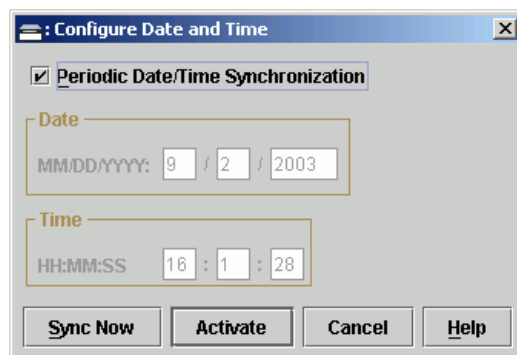 : Configure Date and Time
Periodic Date/Time Synchronization
Date
MM/DD/YYYY: 9 / 2 / 2003
Time
HH:MM:SS 16 : 1 : 28
Sync Now Activate Cancel Help